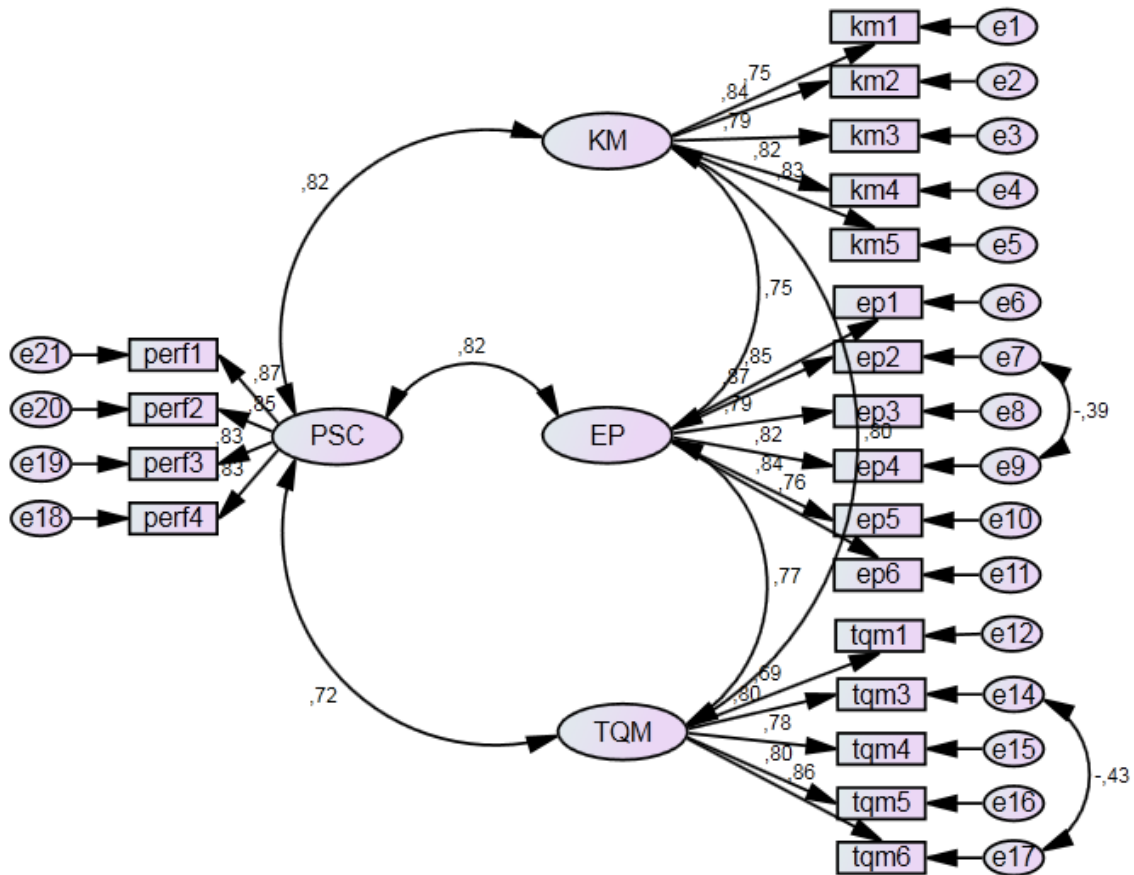 km1 e1
,75
km2 e2
,84
,79
KM km3 e3
,82
,82
km4 e4
,83
km5 e5
,75
ep1 e6
e21 perf1
,82
,85
ep2 e7
,87
,87
,79
e20 perf2
,85
ep3 e8
-,39
PSC
EP
,80
,83
,82
e19 perf3
ep4 e9
,83
,84
,76
e18 perf4
ep5 e10
ep6 e11
,77
tqm1 e12
,69
,72
,80
tqm3 e14
TQM
,78
tqm4 e15
,80
-,43
,86
tqm5 e16
tqm6 e17